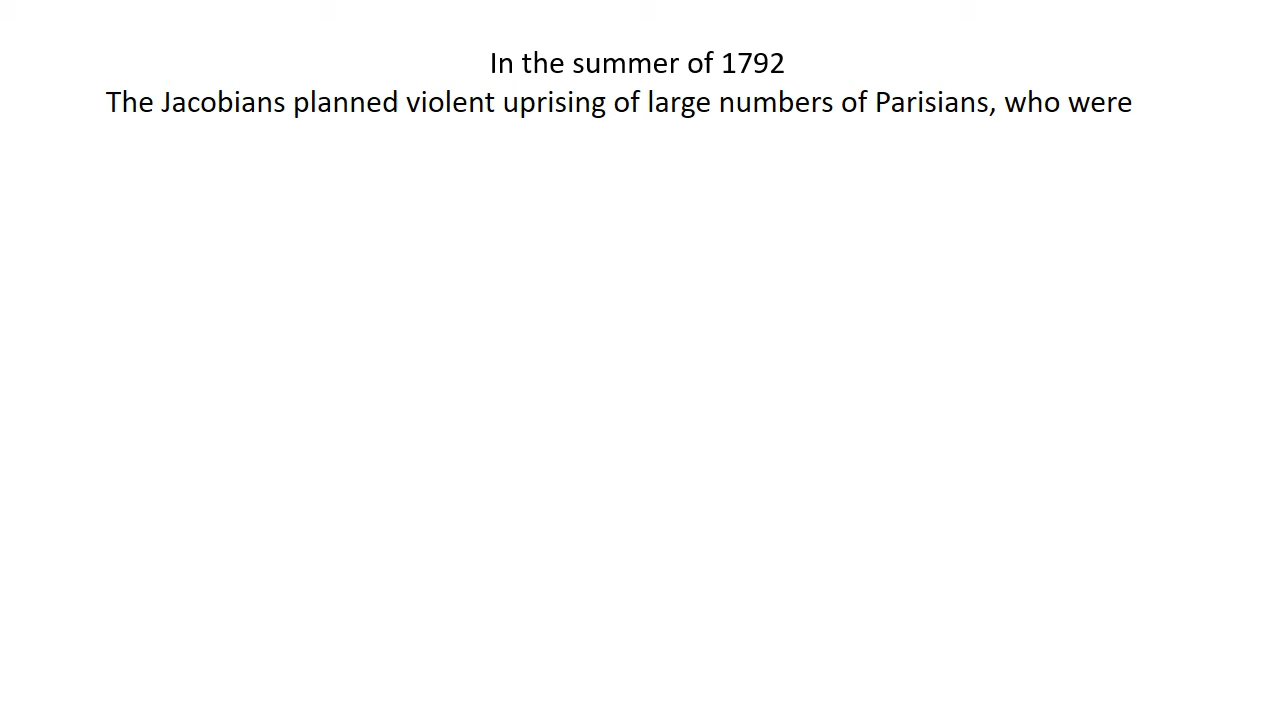 In the summer of 1792
The Jacobians planned violent uprising of large numbers of Parisians, who were